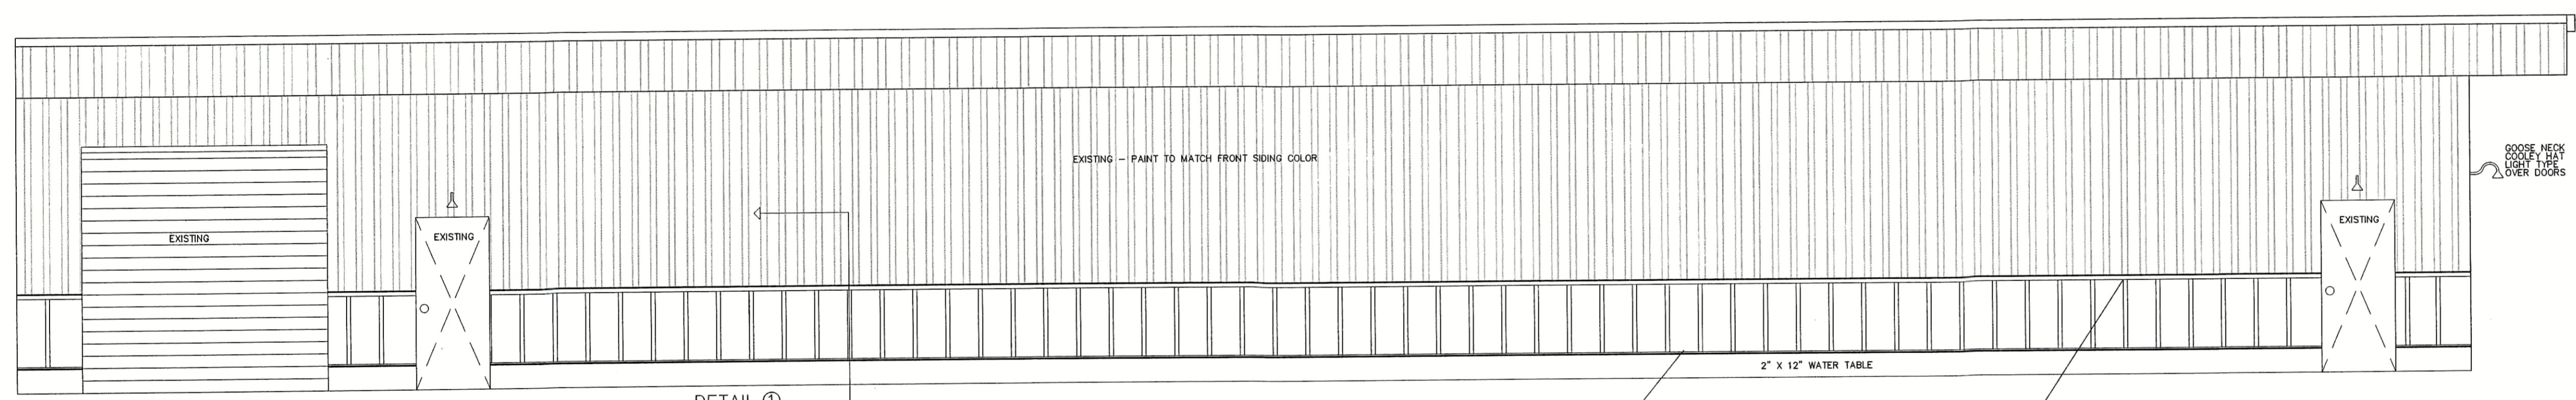 EXISTING – PAINT TO MATCH FRONT SIDING COLOR
GOOSE NECK
COOLEY HAT
LIGHT TYPE
OVER DOORS
EXISTING
EXISTING
EXISTING
2" X 12" WATER TABLE
DETAIL 1